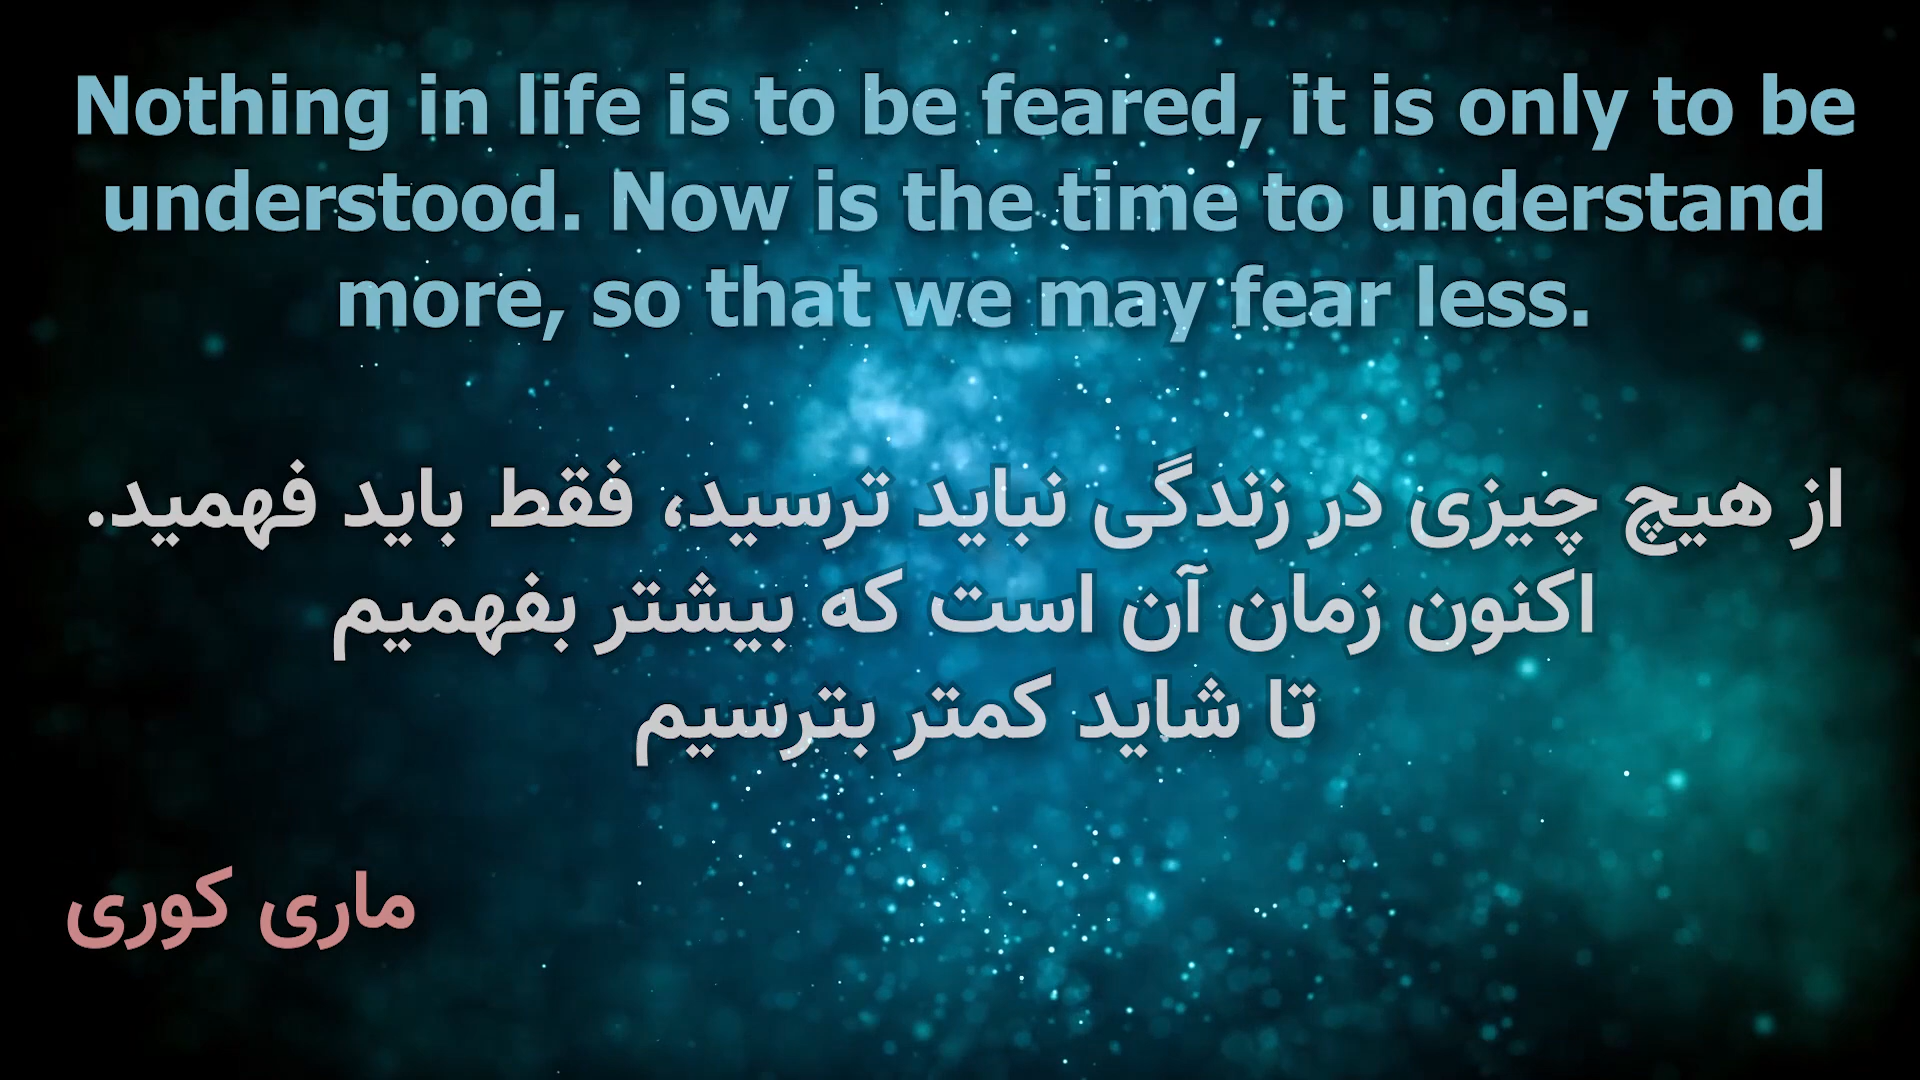 Nothing in life is to be feared, it is only to be
understood. Now is the time to understand
more, so that we may fear less.
از هیچ چیزی در زندگی نباید ترسید، فقط باید فهمید.
اکنون زمان آن است که بیشتر بفهمیم
تا شاید کمتر بترسیم
ماری کوری